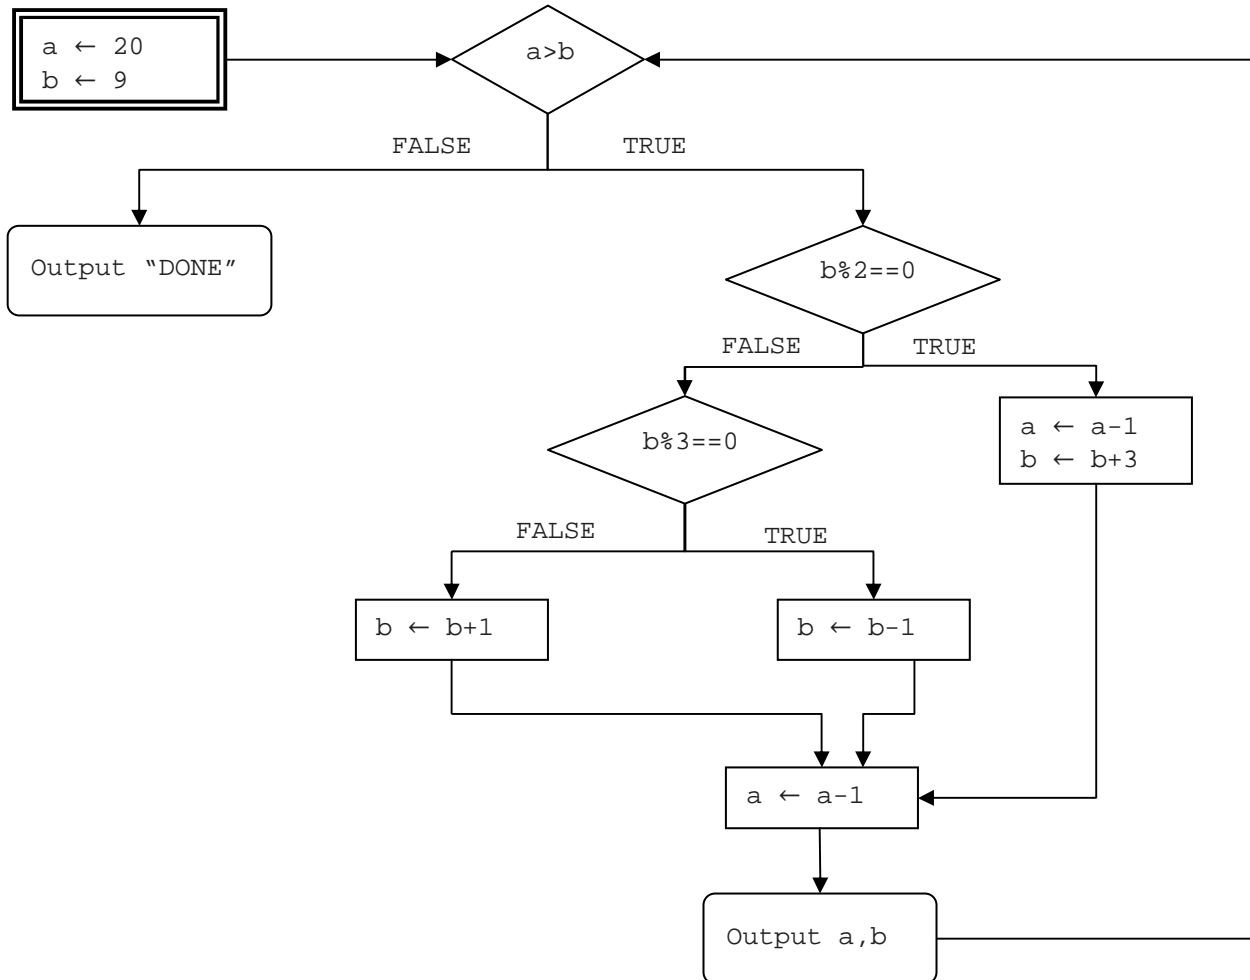 a ← 20
b ← 9
a>b
FALSE
TRUE
Output “DONE”
b%2==0
FALSE
TRUE
a ← a-1
b ← b+3
b%3==0
FALSE
TRUE
b ← b+1
b ← b-1
a ← a-1
Output a,b